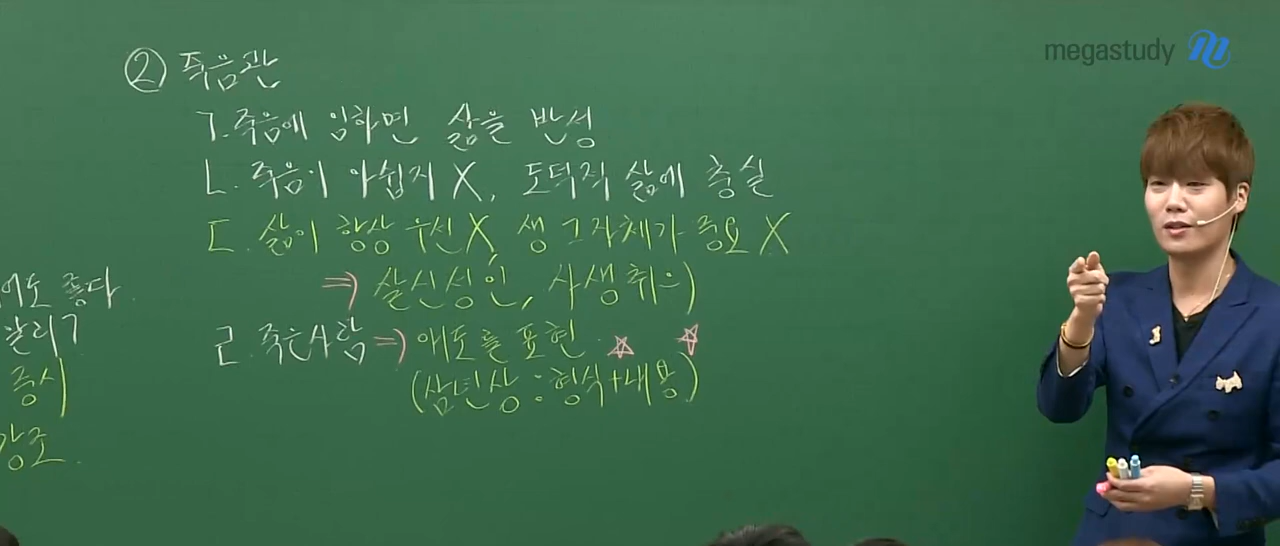 megastudy
② 죽음관
ㄱ. 죽음에 임하면 삶을 반성
ㄴ. 죽음이 아쉽지 X, 도덕적 삶에 충실
ㄷ. 삶이 항상 우선X, 생 그 자체가 중요 X
⇒ 살신성인, 사생취의)
ㄹ. 죽은사람 ⇒ 애도를 표현 ☆ ☆
(삼년상 : 형식+내용)
어도 좋다.
말리기
중시
강조.